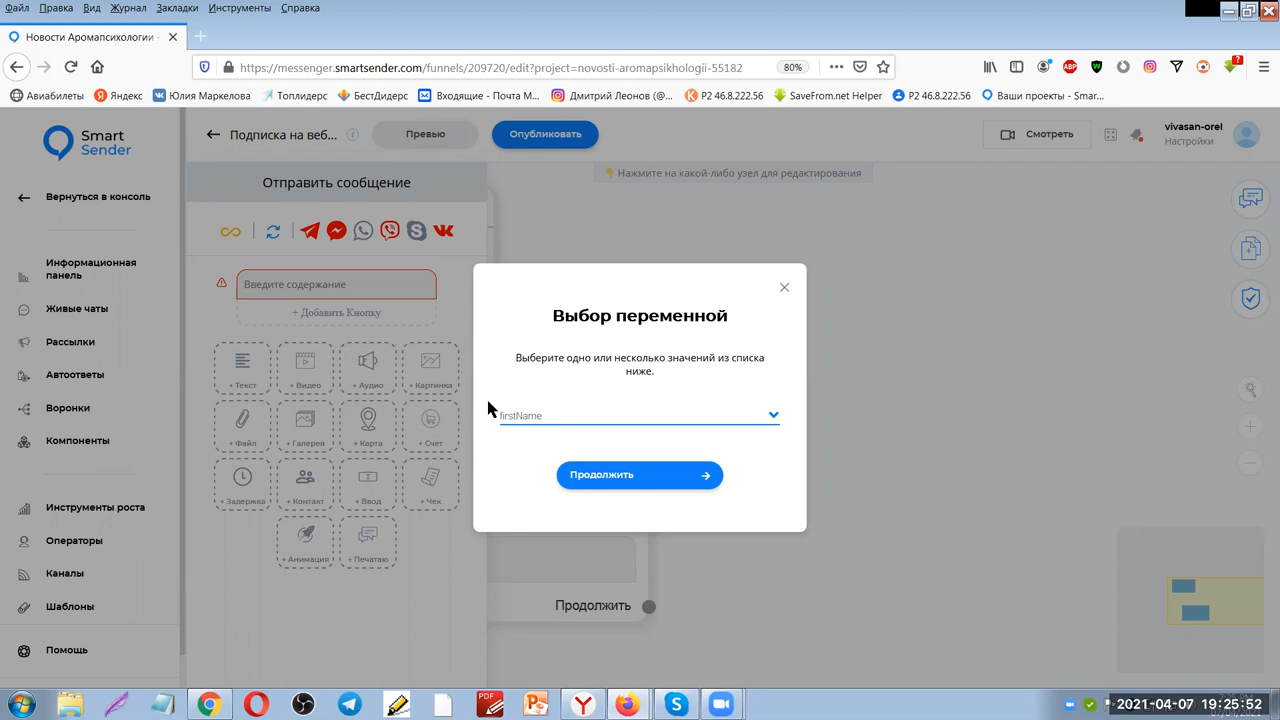 Файл Правка Вид Журнал Закладки Инструменты Справка
Новости Аромапсихологии -
https://messenger.smartsender.com/funnels/209720/edit?project=novosti-aromapsikhologii-55182 80%
Авиабилеты Яндекс Юлия Маркелова Топлидерс БестДидерс Входящие - Почта М... Дмитрий Леонов (@... P2 46.8.222.56 SaveFrom.net Helper P2 46.8.222.56 Ваши проекты - Smar...
Smart
Sender
Подписка на веб... Превью Опубликовать Смотреть vivasan-orel
Настройки
Отправить сообщение
👇 Нажмите на какой-либо узел для редактирования
Вернуться в консоль
Информационная
панель
Живые чаты
Рассылки
Автоответы
Воронки
Компоненты
Инструменты роста
Операторы
Каналы
Шаблоны
Помощь
Введите содержание
+ Добавить Кнопку
+ Текст + Видео + Аудио + Картинка
+ Файл + Галерея + Карта + Счет
+ Задержка + Контакт + Ввод + Чек
+ Анимация + Печатаю
Выбор переменной
Выберите одно или несколько значений из списка
ниже.
firstName
Продолжить
Продолжить
2021-04-07 19:25:52